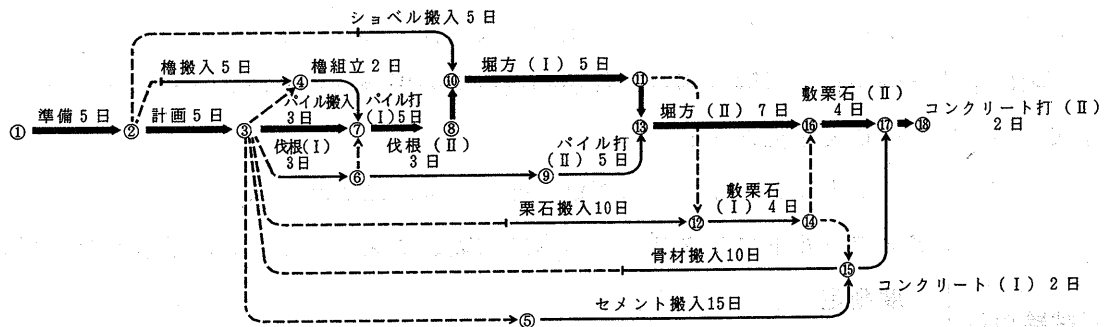 ショベル搬入5日
櫓搬入5日
④
櫓組立2日
⑩
堀方(Ⅰ) 5日
⑪
①
準備5日
②
計画5日
③
パイル搬入
3日
⑦
パイル打
(Ⅰ)5日
⑧
堀方(Ⅱ) 7日
⑬
敷栗石(Ⅱ)
4日
⑯
⑰
⑱
コンクリート打(Ⅱ)
2日
伐根(Ⅰ)
3日
⑥
伐根(Ⅱ)
3日
⑨
パイル打
(Ⅱ) 5日
栗石搬入10日
⑫
敷栗石
(Ⅰ) 4日
⑭
骨材搬入10日
⑮
コンクリート(Ⅰ) 2日
セメント搬入15日
⑤